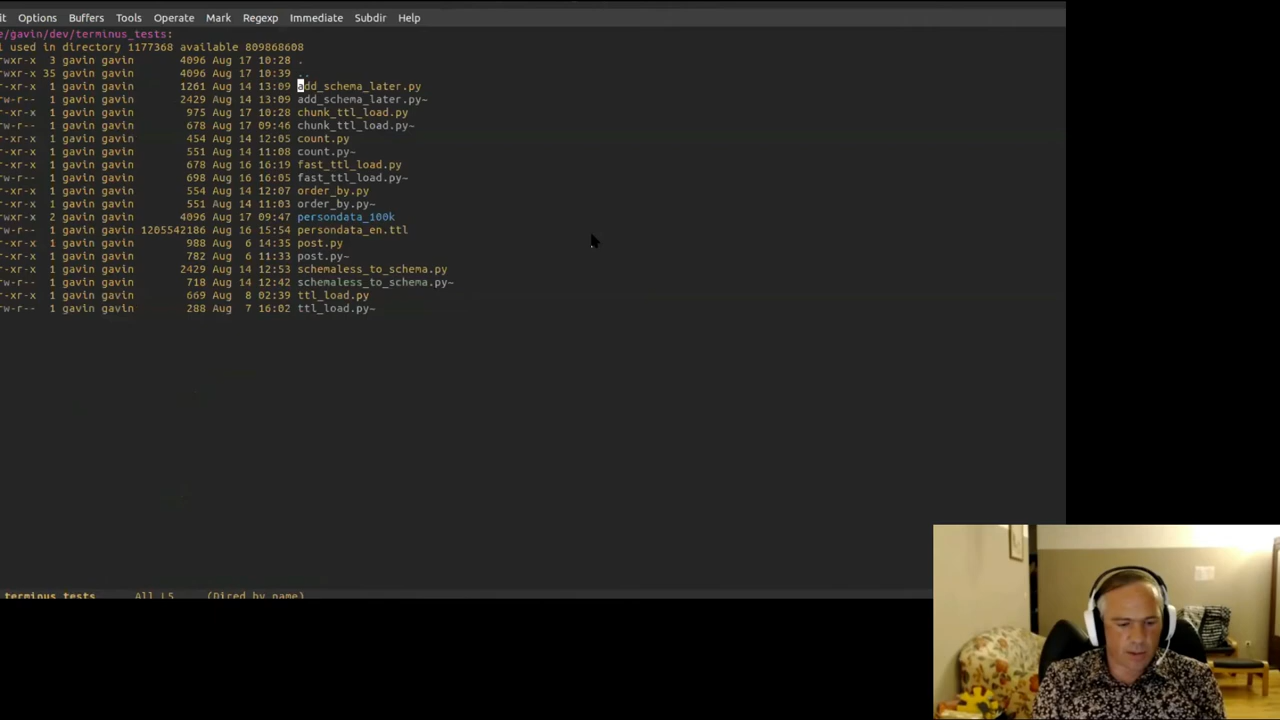 it Options Buffers Tools Operate Mark Regexp Immediate Subdir Help
e/gavin/dev/terminus_tests:
l used in directory 1177368 available 809868608
rwxr-x 3 gavin gavin 4096 Aug 17 10:28 .
rwxr-x 35 gavin gavin 4096 Aug 17 10:39 ..
r-xr-x 1 gavin gavin 1261 Aug 14 13:09 add_schema_later.py
rw-r-- 1 gavin gavin 2429 Aug 14 13:09 add_schema_later.py~
r-xr-x 1 gavin gavin 975 Aug 17 10:28 chunk_ttl_load.py
rw-r-- 1 gavin gavin 678 Aug 17 09:46 chunk_ttl_load.py~
r-xr-x 1 gavin gavin 454 Aug 14 12:05 count.py
r-xr-x 1 gavin gavin 551 Aug 14 11:08 count.py~
r-xr-x 1 gavin gavin 678 Aug 16 16:19 fast_ttl_load.py
rw-r-- 1 gavin gavin 698 Aug 16 16:05 fast_ttl_load.py~
r-xr-x 1 gavin gavin 554 Aug 14 12:07 order_by.py
r-xr-x 1 gavin gavin 551 Aug 14 11:03 order_by.py~
rwxr-x 2 gavin gavin 4096 Aug 17 09:47 persondata_100k
rw-r-- 1 gavin gavin 1205542186 Aug 16 15:54 persondata_en.ttl
r-xr-x 1 gavin gavin 988 Aug 6 14:35 post.py
r-xr-x 1 gavin gavin 782 Aug 6 11:33 post.py~
r-xr-x 1 gavin gavin 2429 Aug 14 12:53 schemaless_to_schema.py
rw-r-- 1 gavin gavin 718 Aug 14 12:42 schemaless_to_schema.py~
r-xr-x 1 gavin gavin 669 Aug 8 02:39 ttl_load.py
rw-r-- 1 gavin gavin 288 Aug 7 16:02 ttl_load.py~
terminus_tests All L5 (Dired by name)